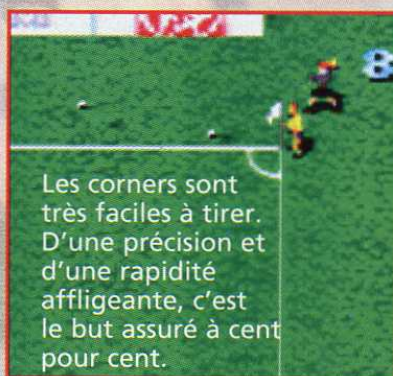 8
Les corners sont
très faciles à tirer.
D'une précision et
d'une rapidité
affligeante, c'est
le but assuré à cent
pour cent.